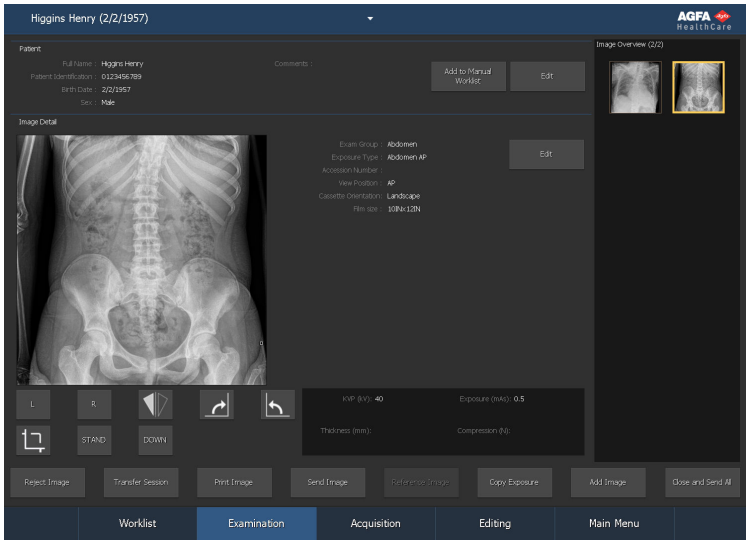 Higgins Henry (2/2/1957)
AGFA
HealthCare
Patient
Full Name : Higgins Henry
Comments :
Patient Identification : 0123456789
Birth Date : 2/2/1957
Sex : Male
Add to Manual
Worklist
Edit
Image Overview (2/2)
Image Detail
Exam Group : Abdomen
Exposure Type : Abdomen AP
Accession Number :
View Position : AP
Cassette Orientation: Landscape
Film size : 10INx12IN
Edit
L
R
STAND
DOWN
KVP (kV): 40
Exposure (mAs): 0.5
Thickness (mm):
Compression (N):
Reject Image
Transfer Session
Print Image
Send Image
Reference Image
Copy Exposure
Add Image
Close and Send All
Worklist
Examination
Acquisition
Editing
Main Menu